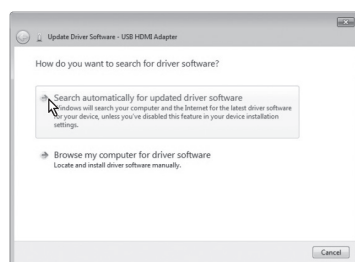 Update Driver Software - USB HDMI Adapter
How do you want to search for driver software?
Search automatically for updated driver software
Windows will search your computer and the Internet for the latest driver software
for your device, unless you've disabled this feature in your device installation
settings.
Browse my computer for driver software
Locate and install driver software manually.
Cancel